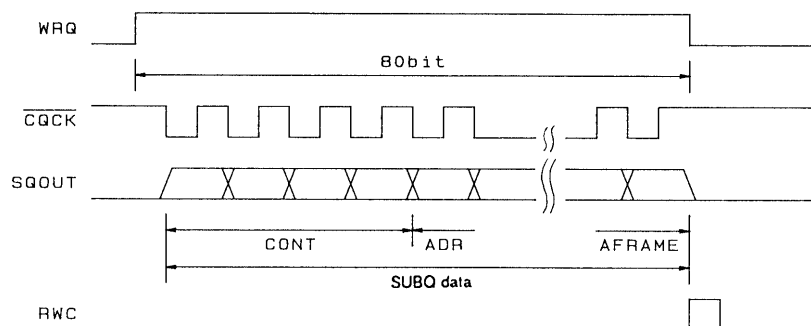 WRQ
80bit
CQCK
SQOUT
CONT
ADR
AFRAME
SUBQ data
RWC